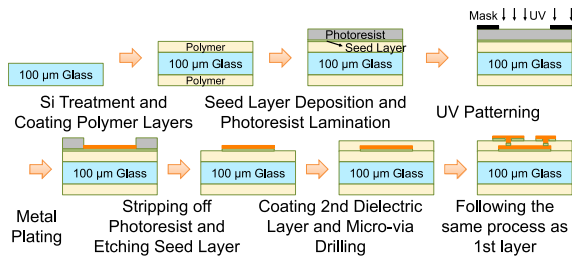 Mask
UV
Photoresist
Seed Layer
Polymer
100 µm Glass
100 µm Glass
Polymer
100 µm Glass
100 µm Glass
Si Treatment and
Coating Polymer Layers
Seed Layer Deposition and
Photoresist Lamination
UV Patterning
100 µm Glass
100 µm Glass
100 µm Glass
100 µm Glass
Metal
Plating
Stripping off
Photoresist and
Etching Seed Layer
Coating 2nd Dielectric
Layer and Micro-via
Drilling
Following the
same process as
1st layer